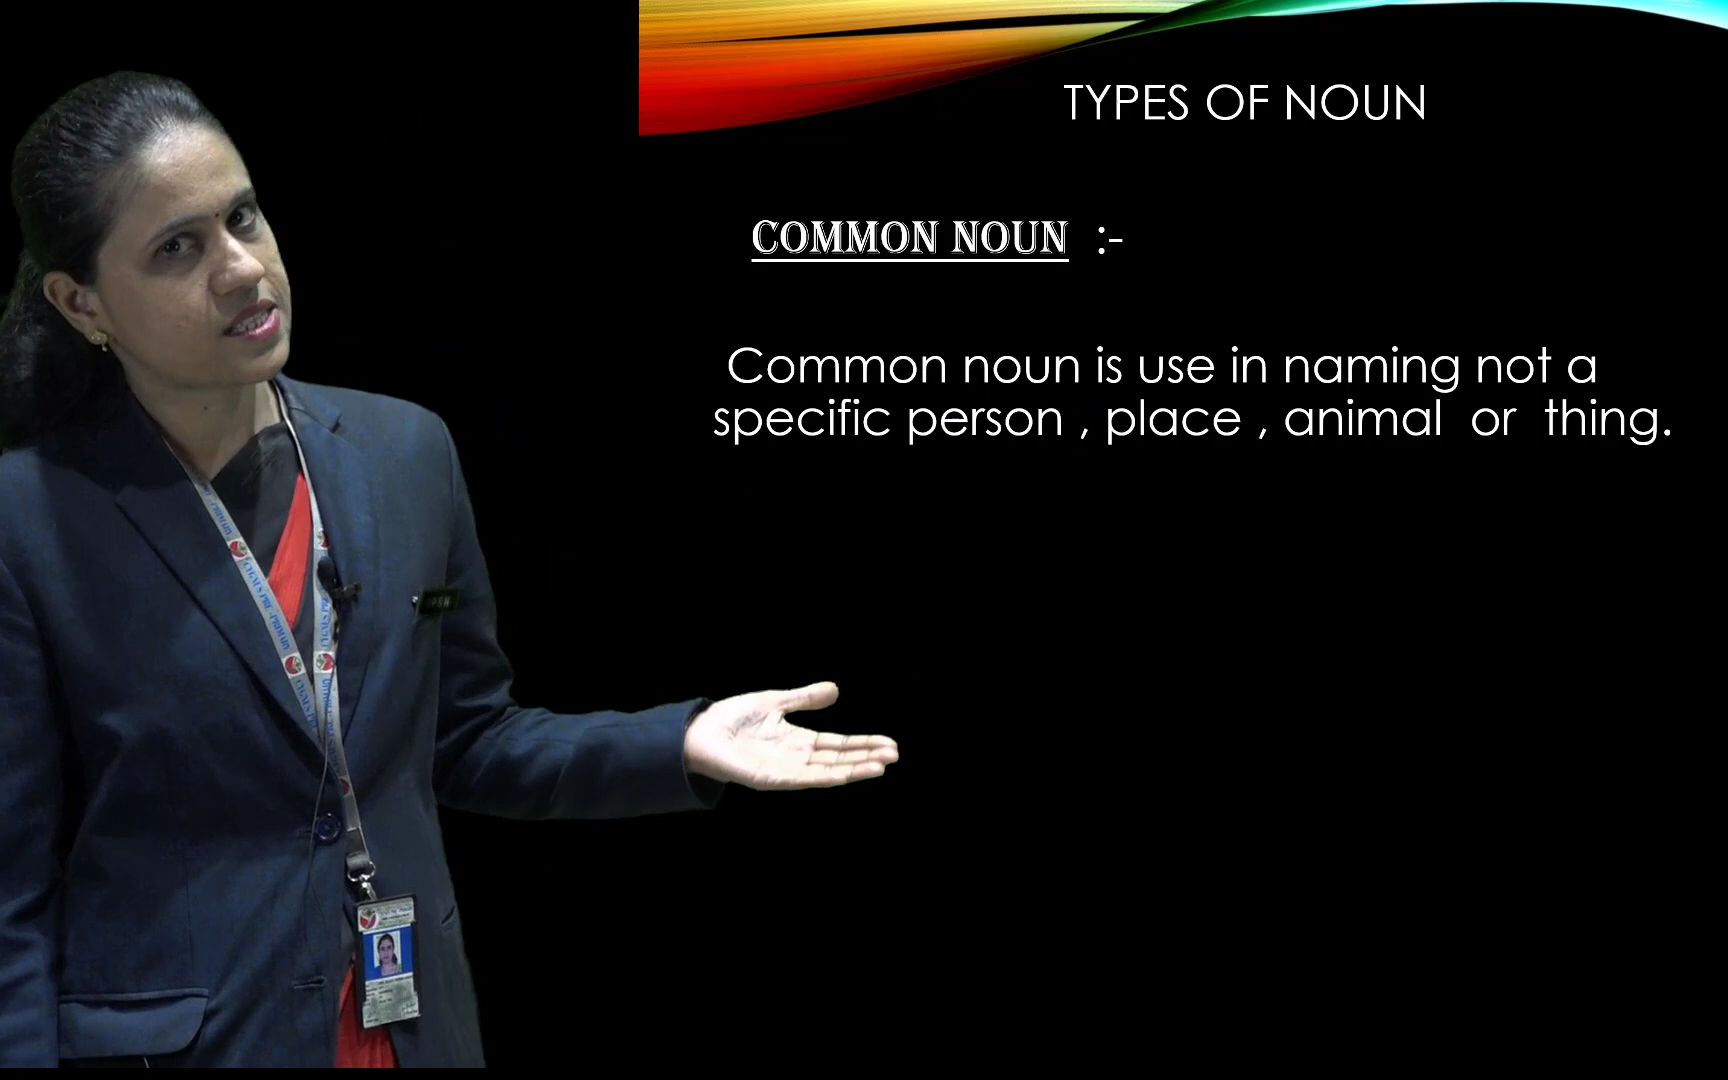 TYPES OF NOUN
COMMON NOUN :-
Common noun is use in naming not a
specific person , place , animal or thing.